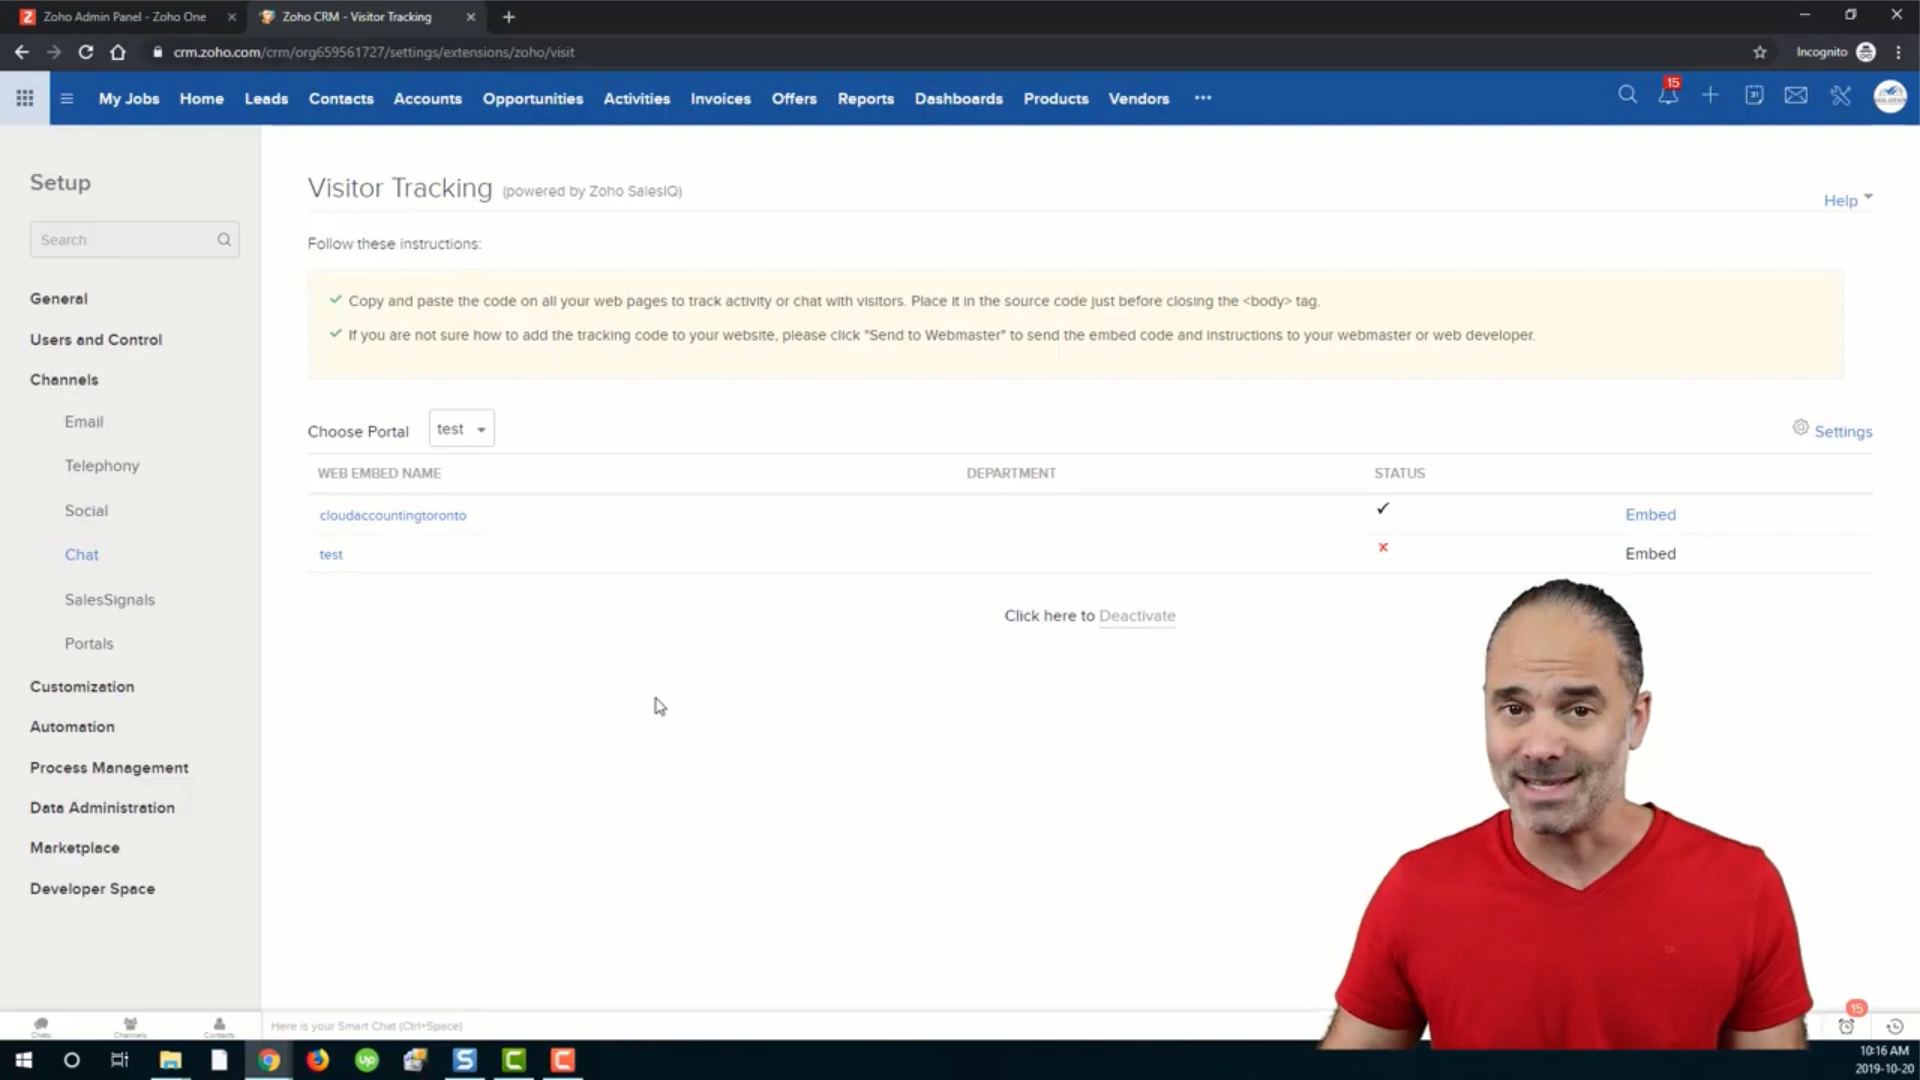 Zoho Admin Panel - Zoho One
Zoho CRM - Visitor Tracking
crm.zoho.com/crm/org659561727/settings/extensions/zoho/visit
Incognito
My Jobs Home Leads Contacts Accounts Opportunities Activities Invoices Offers Reports Dashboards Products Vendors
15
31
Setup
Search
General
Users and Control
Channels
Email
Telephony
Social
Chat
SalesSignals
Portals
Customization
Automation
Process Management
Data Administration
Marketplace
Developer Space
Visitor Tracking (powered by Zoho SalesIQ)
Help
Follow these instructions:
Copy and paste the code on all your web pages to track activity or chat with visitors. Place it in the source code just before closing the <body> tag.
If you are not sure how to add the tracking code to your website, please click "Send to Webmaster" to send the embed code and instructions to your webmaster or web developer.
Choose Portal test
Settings
WEB EMBED NAME DEPARTMENT STATUS
cloudaccountingtoronto Embed
test Embed
Click here to Deactivate
Chats Channels Contacts
Here is your Smart Chat (Ctrl+Space)
15
Up
S
C
C
10:16 AM
2019-10-20